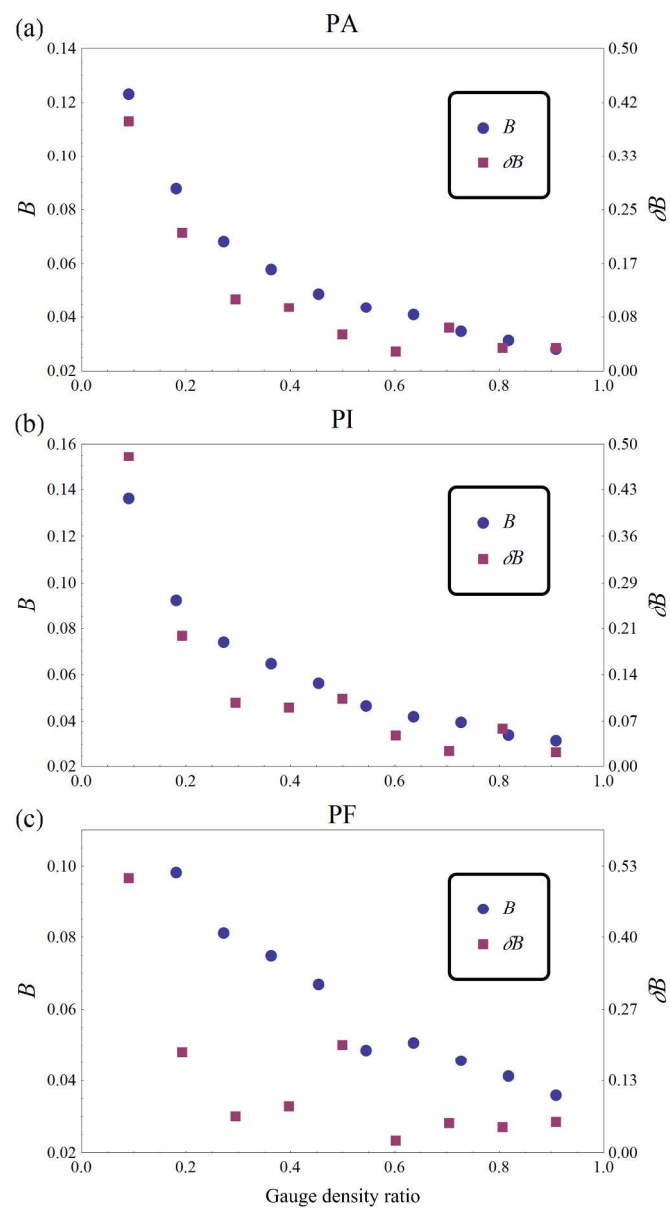 (a) PA
0.14 0.50
0.12 0.42
B
0.10 0.33
δB
0.08 0.25
B δB
0.06 0.17
0.04 0.08
0.02 0.00
0.0 0.2 0.4 0.6 0.8 1.0
(b) PI
0.16 0.50
0.14 0.43
B
0.12 0.36
δB
0.10 0.29
B δB
0.08 0.21
0.06 0.14
0.04 0.07
0.02 0.00
0.0 0.2 0.4 0.6 0.8 1.0
(c) PF
0.10 0.53
B
0.08 δB 0.40
B δB
0.06 0.27
0.04 0.13
0.02 0.00
0.0 0.2 0.4 0.6 0.8 1.0
Gauge density ratio